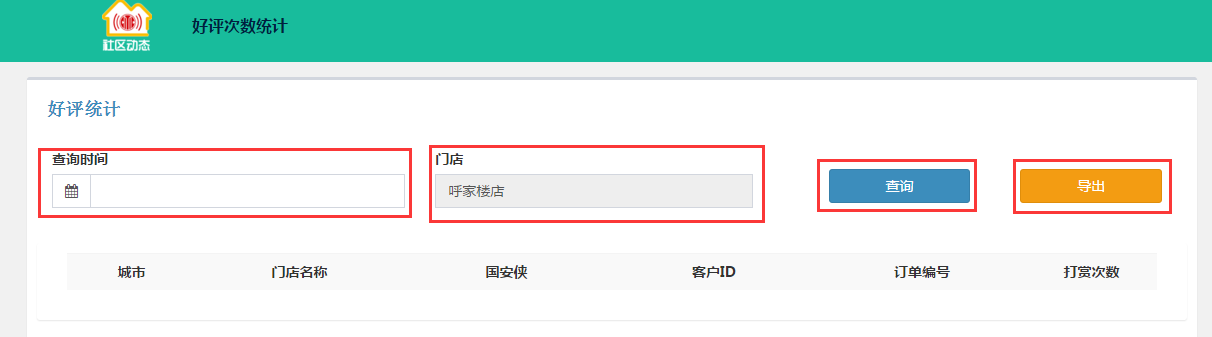 社区动态
好评次数统计
好评统计
查询时间
门店
呼家楼店
查询
导出
城市 门店名称 国安侠 客户ID 订单编号 打赏次数